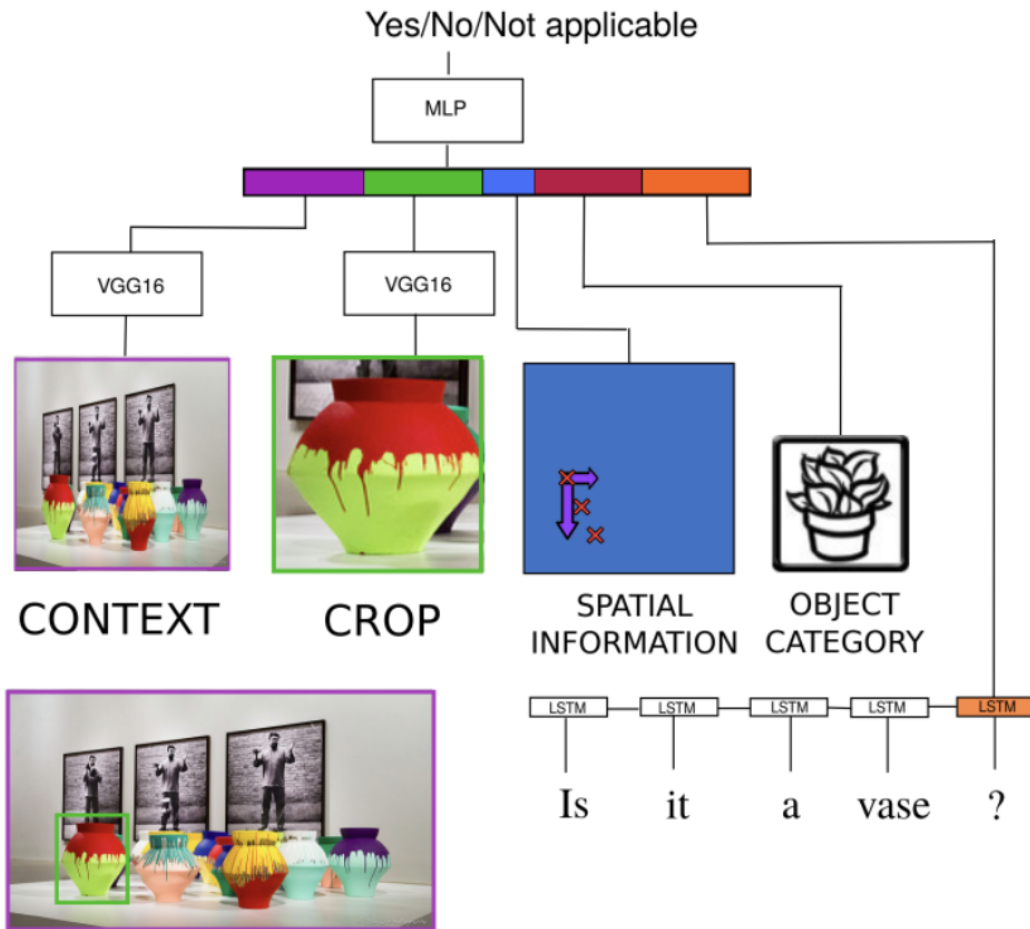 Yes/No/Not applicable
MLP
VGG16
VGG16
CONTEXT
CROP
SPATIAL
INFORMATION
OBJECT
CATEGORY
LSTM LSTM LSTM LSTM LSTM
Is it a vase ?